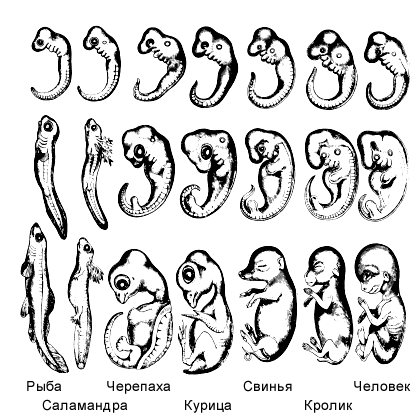 Рыба Черепаха Свинья Человек
Саламандра Курица Кролик